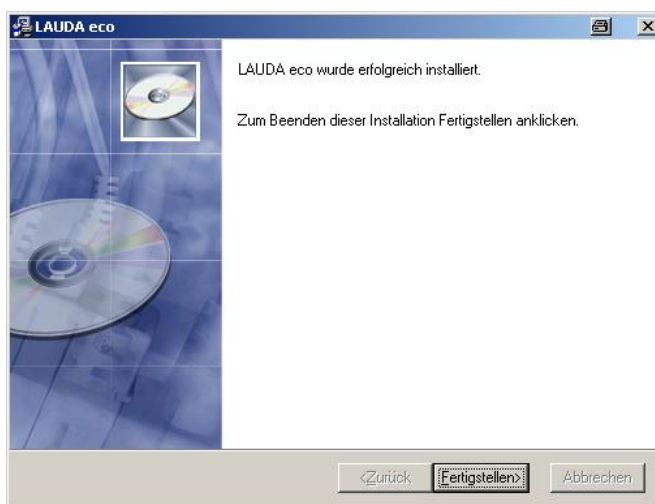 LAUDA eco
LAUDA eco wurde erfolgreich installiert.
Zum Beenden dieser Installation Fertigstellen anklicken.
<Zurück Fertigstellen> Abbrechen